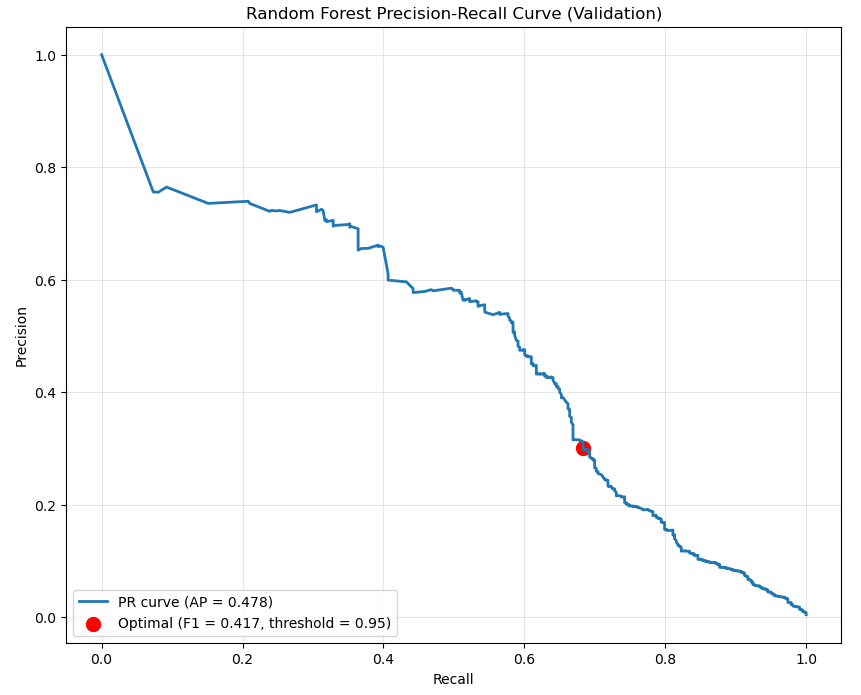 Random Forest Precision-Recall Curve (Validation)
Precision
1.0
0.8
0.6
0.4
0.2
0.0
PR curve (AP = 0.478)
Optimal (F1 = 0.417, threshold = 0.95)
0.0 0.2 0.4 0.6 0.8 1.0
Recall